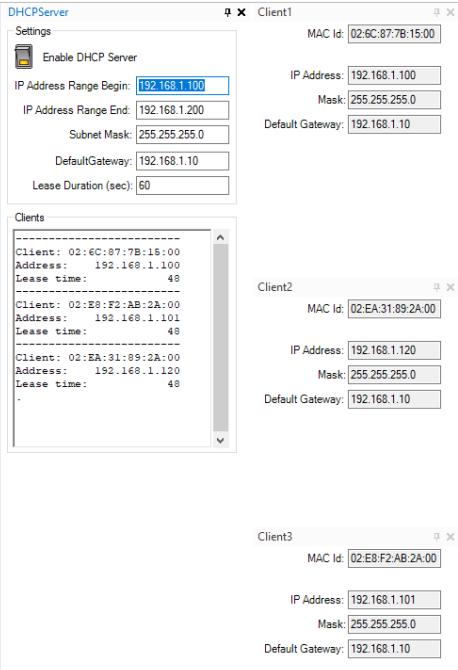 DHCPServer
Settings
Enable DHCP Server
IP Address Range Begin: 192.168.1.100
IP Address Range End: 192.168.1.200
Subnet Mask: 255.255.255.0
DefaultGateway: 192.168.1.10
Lease Duration (sec): 60
Clients
-------------------------
Client: 02:6C:87:7B:15:00
Address: 192.168.1.100
Lease time: 48
-------------------------
Client: 02:E8:F2:AB:2A:00
Address: 192.168.1.101
Lease time: 48
-------------------------
Client: 02:EA:31:89:2A:00
Address: 192.168.1.120
Lease time: 48
.
Client1
MAC Id: 02:6C:87:7B:15:00
IP Address: 192.168.1.100
Mask: 255.255.255.0
Default Gateway: 192.168.1.10
Client2
MAC Id: 02:EA:31:89:2A:00
IP Address: 192.168.1.120
Mask: 255.255.255.0
Default Gateway: 192.168.1.10
Client3
MAC Id: 02:E8:F2:AB:2A:00
IP Address: 192.168.1.101
Mask: 255.255.255.0
Default Gateway: 192.168.1.10